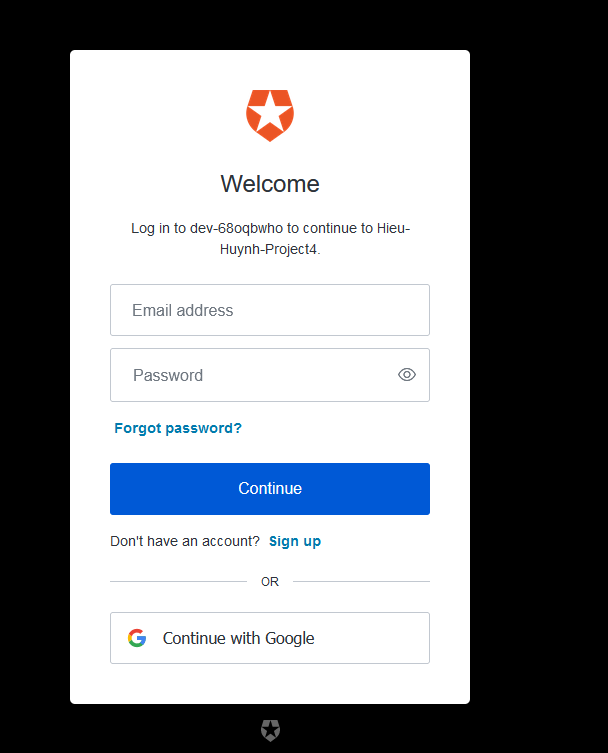 Welcome
Log in to dev-68oqbwho to continue to Hieu-
Huynh-Project4.
Email address
Password
Forgot password?
Continue
Don't have an account? Sign up
OR
Continue with Google